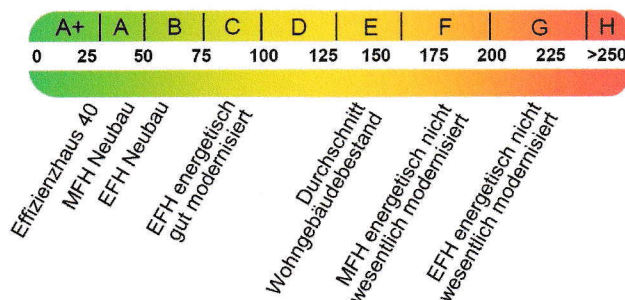 A+ A B C D E F G H
0 25 50 75 100 125 150 175 200 225 >250
Effizienzhaus 40
MFH Neubau
EFH Neubau
EFH energetisch
gut modernisiert
Durchschnitt
Wohngebäudebestand
MFH energetisch nicht
wesentlich modernisiert
EFH energetisch nicht
wesentlich modernisiert